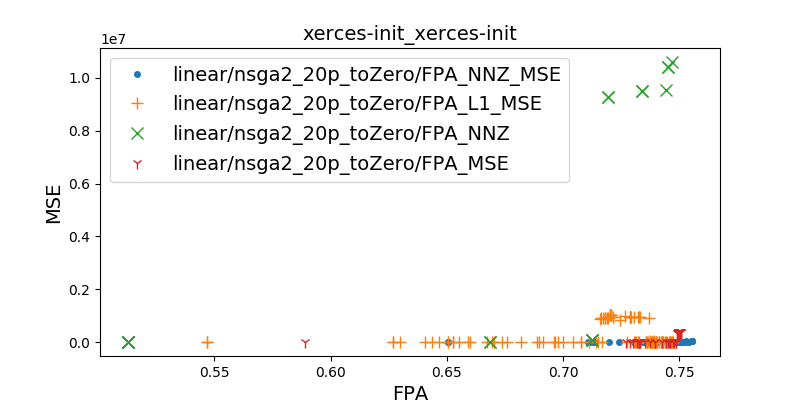 xerces-init_xerces-init
1e7
linear/nsga2_20p_toZero/FPA_NNZ_MSE
linear/nsga2_20p_toZero/FPA_L1_MSE
linear/nsga2_20p_toZero/FPA_NNZ
linear/nsga2_20p_toZero/FPA_MSE
MSE
1.0
0.8
0.6
0.4
0.2
0.0
0.55
0.60
0.65
0.70
0.75
FPA